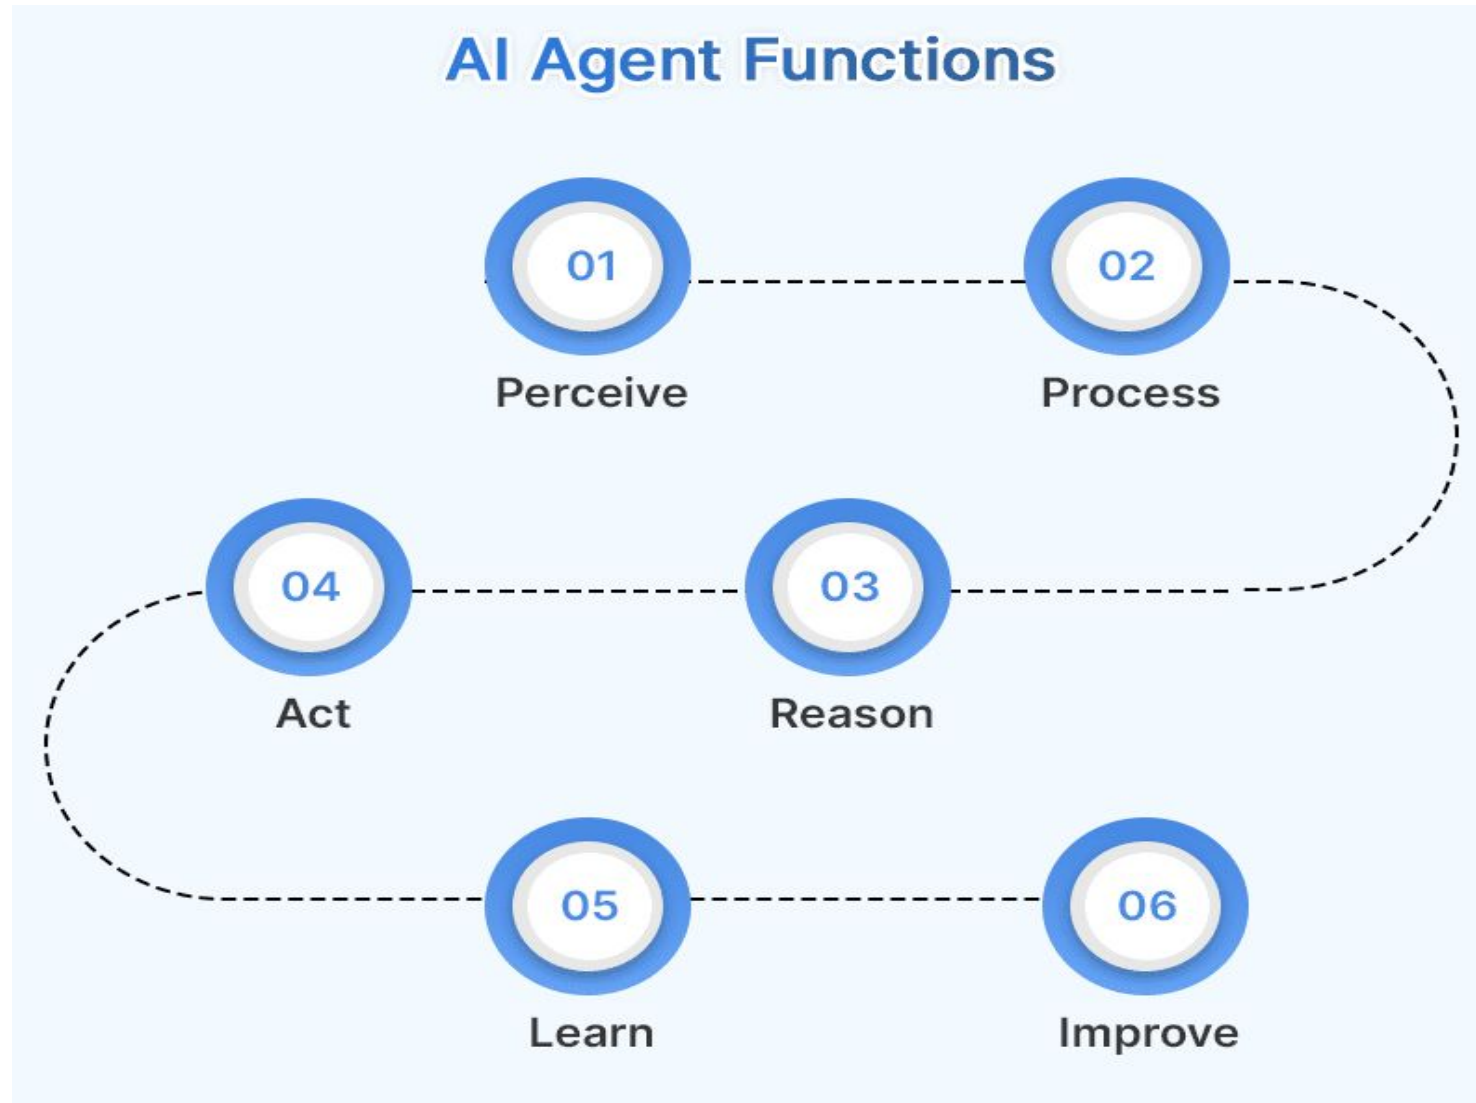 AI Agent Functions
01
Perceive
02
Process
03
Reason
04
Act
05
Learn
06
Improve